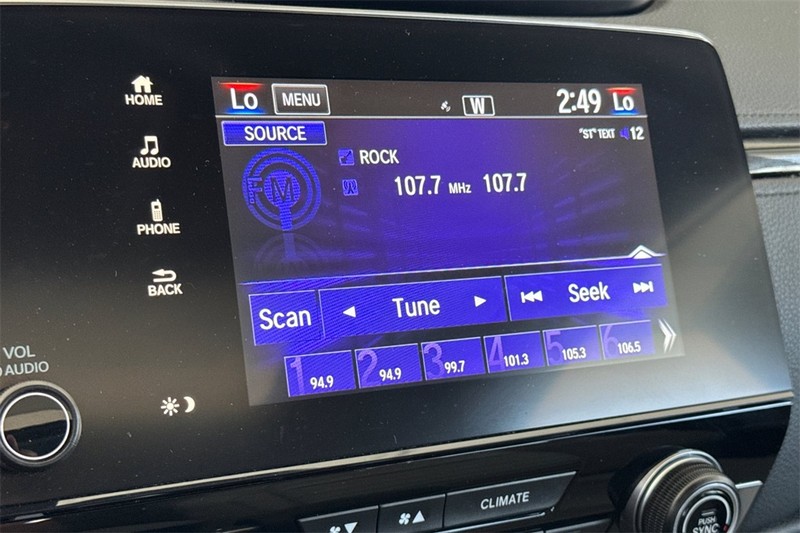 HOME
AUDIO
PHONE
BACK
VOL
AUDIO
Lo MENU W 2:49 Lo
SOURCE "ST" TEXT 12
ROCK
M
107.7 MHz 107.7
Scan Tune Seek
1 94.9 2 94.9 3 99.7 4 101.3 5 105.3 6 106.5
CLIMATE
PUSH
SYNC